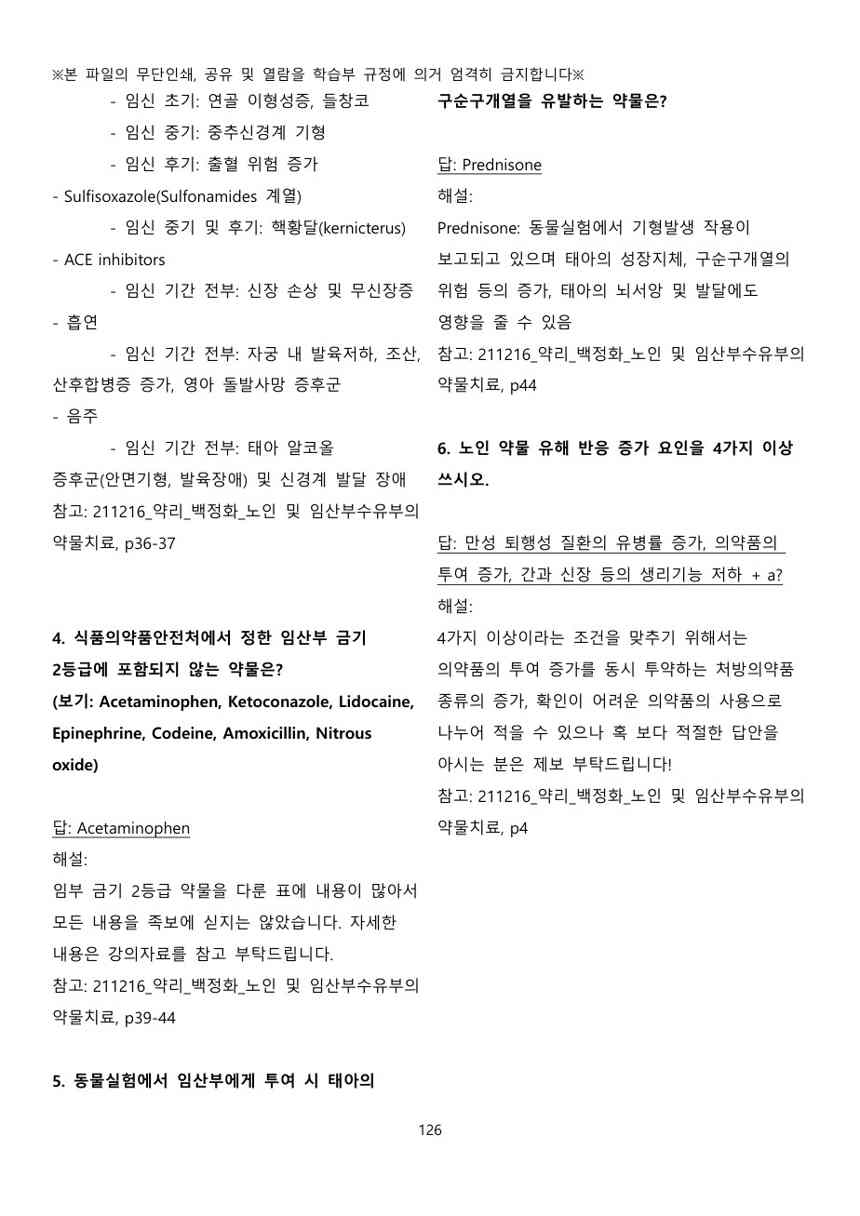 ※본 파일의 무단인쇄, 공유 및 열람을 학습부 규정에 의거 엄격히 금지합니다※
- 임신 초기: 연골 이형성증, 들창코
- 임신 중기: 중추신경계 기형
- 임신 후기: 출혈 위험 증가
- Sulfisoxazole(Sulfonamides 계열)
- 임신 중기 및 후기: 핵황달(kernicterus)
- ACE inhibitors
- 임신 기간 전부: 신장 손상 및 무신장증
- 흡연
- 임신 기간 전부: 자궁 내 발육저하, 조산,
산후합병증 증가, 영아 돌발사망 증후군
- 음주
- 임신 기간 전부: 태아 알코올
증후군(안면기형, 발육장애) 및 신경계 발달 장애
참고: 211216_약리_백정화_노인 및 임산부수유부의
약물치료, p36-37
4. 식품의약품안전처에서 정한 임산부 금기
2등급에 포함되지 않는 약물은?
(보기: Acetaminophen, Ketoconazole, Lidocaine,
Epinephrine, Codeine, Amoxicillin, Nitrous
oxide)
답: Acetaminophen
해설:
임부 금기 2등급 약물을 다룬 표에 내용이 많아서
모든 내용을 족보에 싣지는 않았습니다. 자세한
내용은 강의자료를 참고 부탁드립니다.
참고: 211216_약리_백정화_노인 및 임산부수유부의
약물치료, p39-44
5. 동물실험에서 임산부에게 투여 시 태아의
구순구개열을 유발하는 약물은?
답: Prednisone
해설:
Prednisone: 동물실험에서 기형발생 작용이
보고되고 있으며 태아의 성장지체, 구순구개열의
위험 등의 증가, 태아의 뇌서앙 및 발달에도
영향을 줄 수 있음
참고: 211216_약리_백정화_노인 및 임산부수유부의
약물치료, p44
6. 노인 약물 유해 반응 증가 요인을 4가지 이상
쓰시오.
답: 만성 퇴행성 질환의 유병률 증가, 의약품의
투여 증가, 간과 신장 등의 생리기능 저하 + a?
해설:
4가지 이상이라는 조건을 맞추기 위해서는
의약품의 투여 증가를 동시 투약하는 처방의약품
종류의 증가, 확인이 어려운 의약품의 사용으로
나누어 적을 수 있으나 혹 보다 적절한 답안을
아시는 분은 제보 부탁드립니다!
참고: 211216_약리_백정화_노인 및 임산부수유부의
약물치료, p4
126